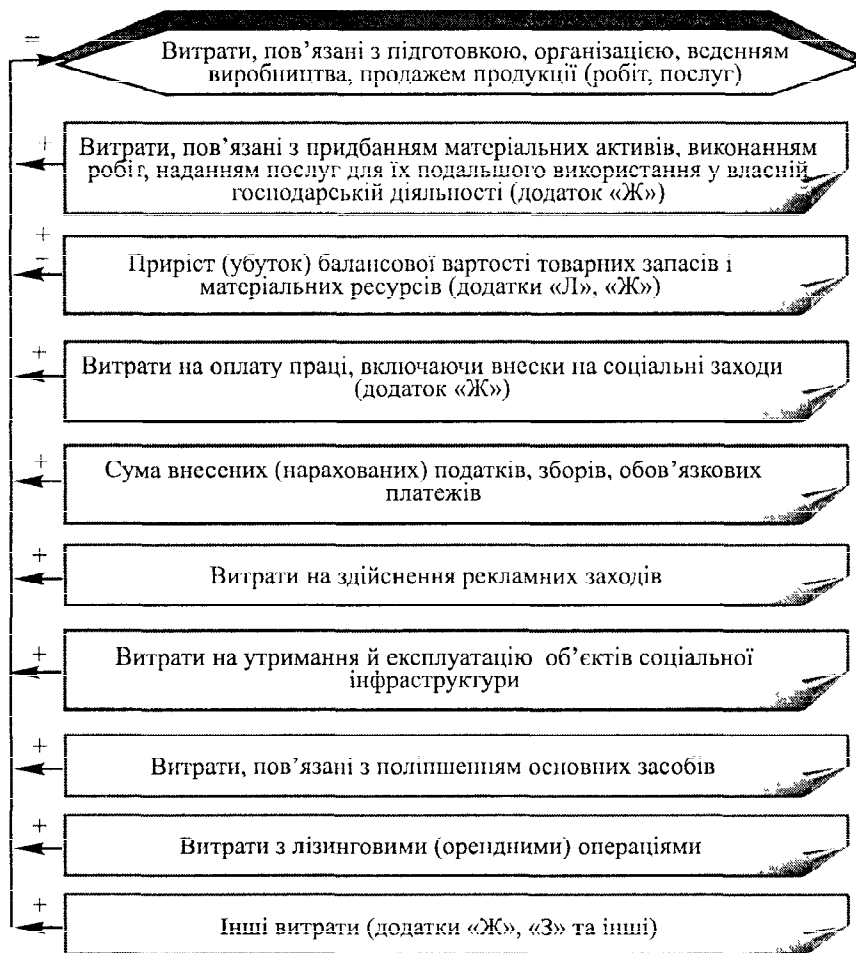 =
Витрати, пов’язані з підготовкою, організацією, веденням
виробництва, продажем продукції (робіт, послуг)
+
Витрати, пов’язані з придбанням матеріальних активів, виконанням
робіт, наданням послуг для їх подальшого використання у власній
господарській діяльності (додаток «Ж»)
+
−
Приріст (убуток) балансової вартості товарних запасів і
матеріальних ресурсів (додатки «Л», «Ж»)
+
Витрати на оплату праці, включаючи внески на соціальні заходи
(додаток «Ж»)
+
Сума внесених (нарахованих) податків, зборів, обов’язкових
платежів
+
Витрати на здійснення рекламних заходів
+
Витрати на утримання й експлуатацію об’єктів соціальної
інфраструктури
+
Витрати, пов’язані з поліпшенням основних засобів
+
Витрати з лізинговими (орендними) операціями
+
Інші витрати (додатки «Ж», «З» та інші)